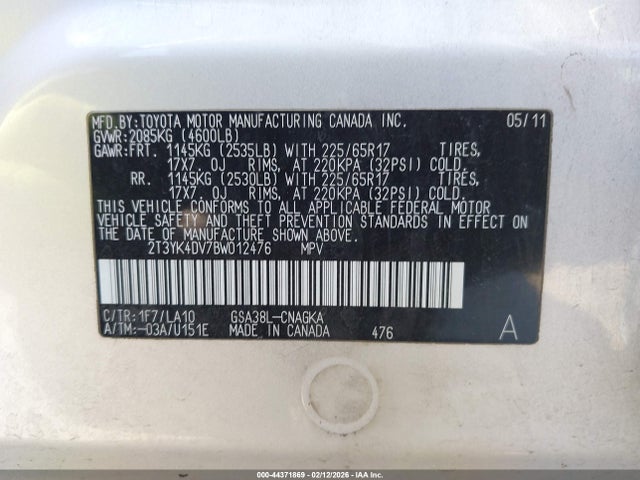 MFD.BY:TOYOTA MOTOR MANUFACTURING CANADA INC. 05/11
GVWR:2085KG (4600LB)
GAWR:FRT. 1145KG (2535LB) WITH 225/65R17 TIRES,
17X7 OJ RIMS, AT 220KPA (32PSI) COLD.
RR. 1145KG (2530LB) WITH 225/65R17 TIRES,
17X7 OJ RIMS, AT 220KPA (32PSI) COLD.
THIS VEHICLE CONFORMS TO ALL APPLICABLE FEDERAL MOTOR
VEHICLE SAFETY AND THEFT PREVENTION STANDARDS IN EFFECT ON
THE DATE OF MANUFACTURE SHOWN ABOVE.
2T3YK4DV7BW012476 MPV
C/TR:1F7/LA10 GSA38L-CNAGKA
A/TM:-03A/U151E MADE IN CANADA 476 A
000-44371869 - 02/12/2026 - IAA Inc.